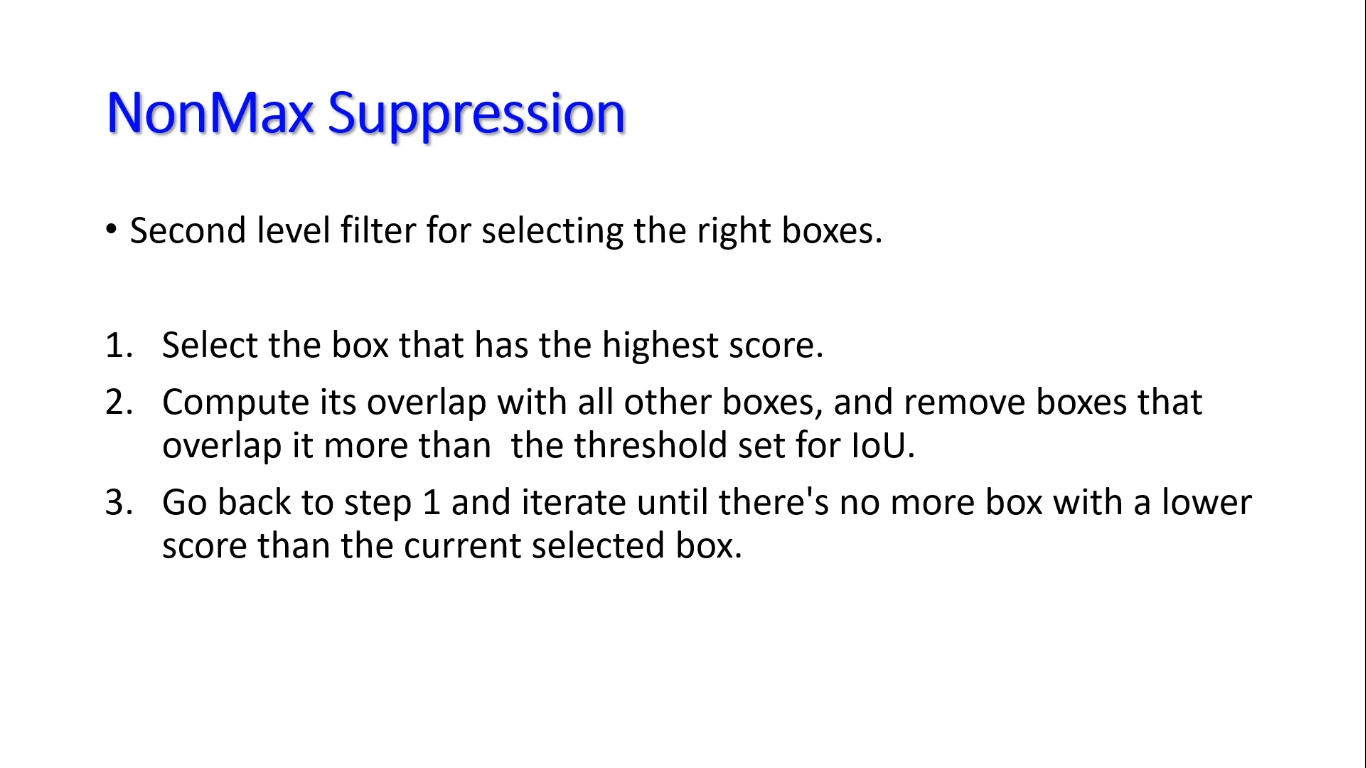 NonMax Suppression
• Second level filter for selecting the right boxes.
1. Select the box that has the highest score.
2. Compute its overlap with all other boxes, and remove boxes that
overlap it more than  the threshold set for IoU.
3. Go back to step 1 and iterate until there's no more box with a lower
score than the current selected box.